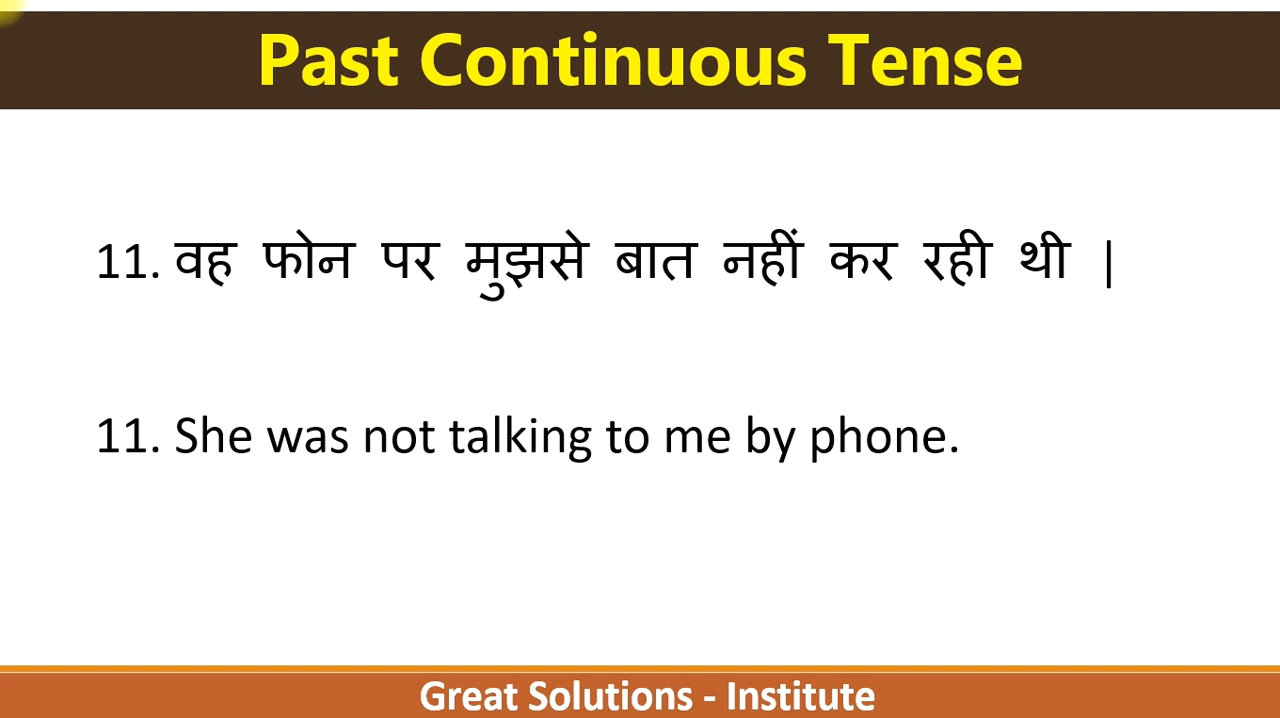 Past Continuous Tense
11. वह फोन पर मुझसे बात नहीं कर रही थी |
11. She was not talking to me by phone.
Great Solutions - Institute